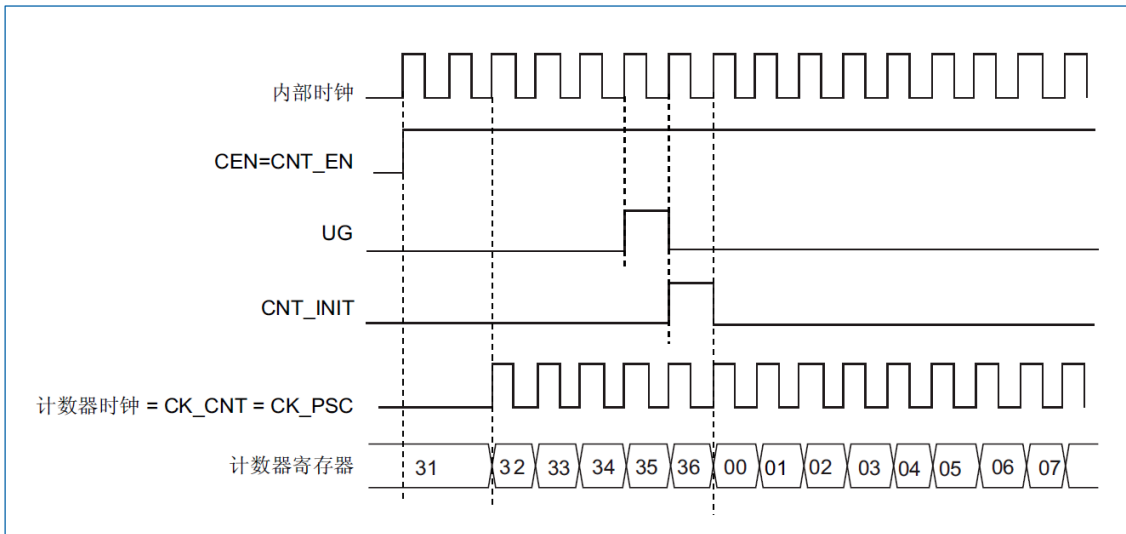 内部时钟
CEN=CNT_EN
UG
CNT_INIT
计数器时钟 = CK_CNT = CK_PSC
计数器寄存器 31 32 33 34 35 36 00 01 02 03 04 05 06 07